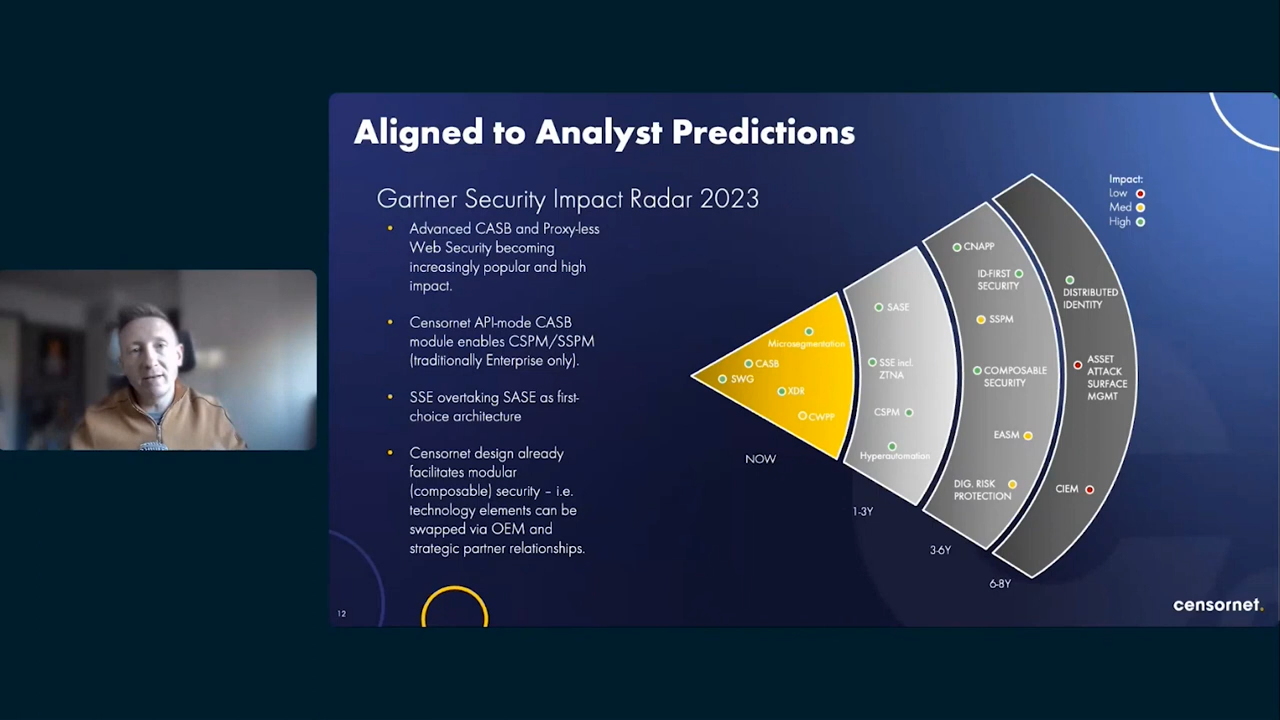 Aligned to Analyst Predictions
Gartner Security Impact Radar 2023
• Advanced CASB and Proxy-less
Web Security becoming
increasingly popular and high
impact.
• Censornet API-mode CASB
module enables CSPM/SSPM
(traditionally Enterprise only).
• SSE overtaking SASE as first-
choice architecture
• Censornet design already
facilitates modular
(composable) security – i.e.
technology elements can be
swapped via OEM and
strategic partner relationships.
Impact:
Low
Med
High
Microsegmentation
CASB
SWG
XDR
CWPP
NOW
SASE
SSE incl.
ZTNA
CSPM
Hyperautomation
1-3Y
CNAPP
ID-FIRST
SECURITY
SSPM
COMPOSABLE
SECURITY
EASM
DIG. RISK
PROTECTION
3-6Y
DISTRIBUTED
IDENTITY
ASSET
ATTACK
SURFACE
MGMT
CIEM
6-8Y
12
censornet.